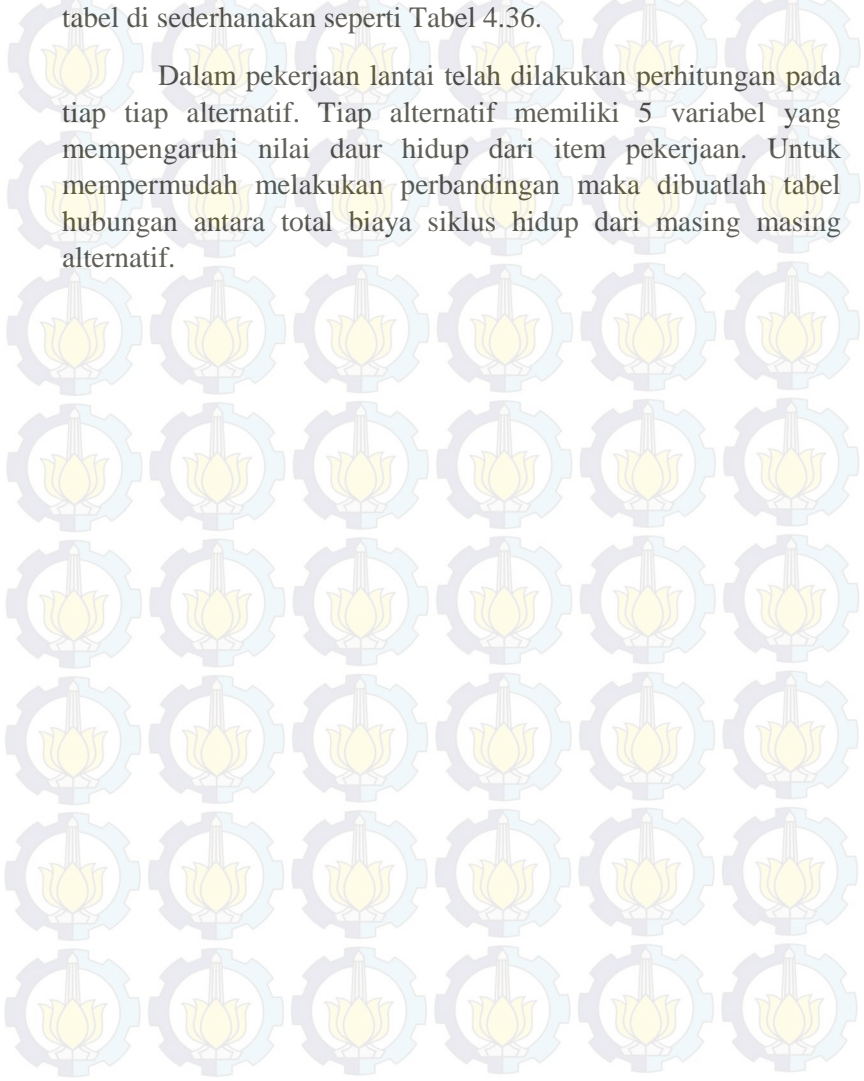 tabel di sederhanakan seperti Tabel 4.36.
Dalam pekerjaan lantai telah dilakukan perhitungan pada
tiap tiap alternatif. Tiap alternatif memiliki 5 variabel yang
mempengaruhi nilai daur hidup dari item pekerjaan. Untuk
mempermudah melakukan perbandingan maka dibuatlah tabel
hubungan antara total biaya siklus hidup dari masing masing
alternatif.